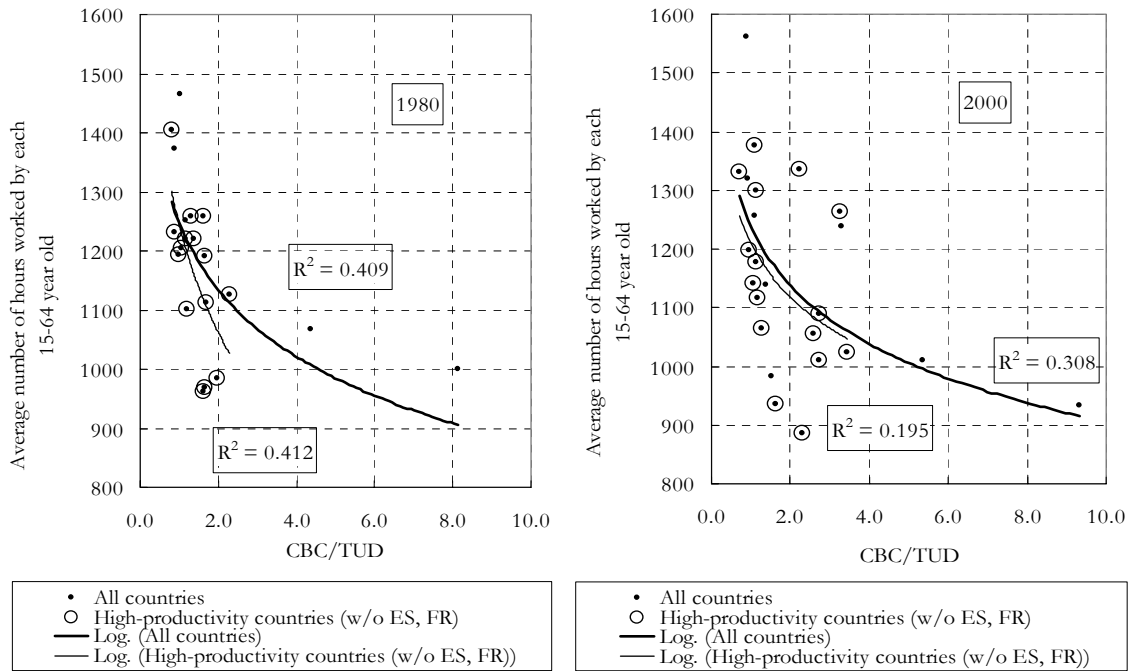 Average number of hours worked by each
15-64 year old
1600
1500
1400
1300
1200
1100
1000
900
800
0.0 2.0 4.0 6.0 8.0 10.0
CBC/TUD
1980
R² = 0.409
R² = 0.412
All countries
High-productivity countries (w/o ES, FR)
Log. (All countries)
Log. (High-productivity countries (w/o ES, FR))
Average number of hours worked by each
15-64 year old
1600
1500
1400
1300
1200
1100
1000
900
800
0.0 2.0 4.0 6.0 8.0 10.0
CBC/TUD
2000
R² = 0.308
R² = 0.195
All countries
High-productivity countries (w/o ES, FR)
Log. (All countries)
Log. (High-productivity countries (w/o ES, FR))